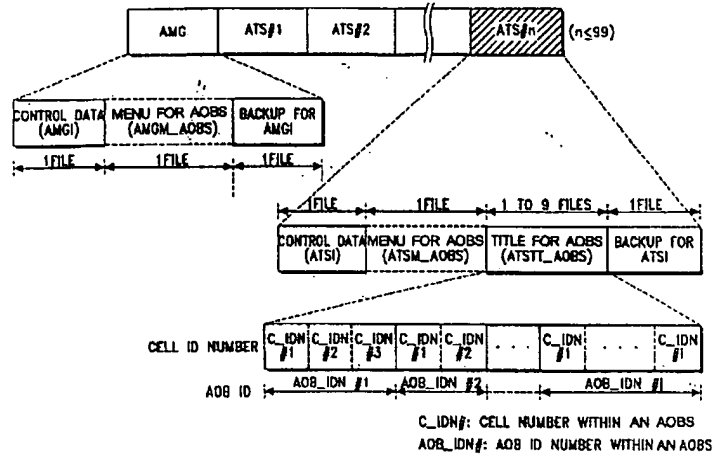 AMG ATS#1 ATS#2 ATS#n (n≤99)
CONTROL DATA (AMGI)
MENU FOR AOBS (AMGM_AOBS)
BACKUP FOR AMGI
1FILE 1FILE 1FILE
1FILE 1FILE 1 TO 9 FILES 1FILE
CONTROL DATA (ATSI)
MENU FOR AOBS (ATSM_AOBS)
TITLE FOR AOBS (ATSTT_AOBS)
BACKUP FOR ATSI
CELL ID NUMBER
C_IDN #1
C_IDN #2
C_IDN #3
C_IDN #1
C_IDN #2
. . .
C_IDN #1
. . .
C_IDN #i
AOB ID AOB_IDN #1 AOB_IDN #2 AOB_IDN #i
C_IDN#: CELL NUMBER WITHIN AN AOBS
AOB_IDN#: AOB ID NUMBER WITHIN AN AOBS